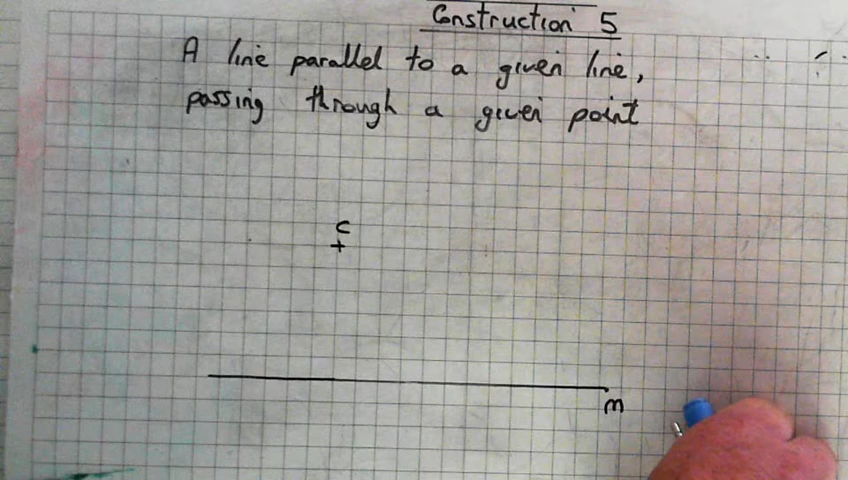 Construction 5
A line parallel to a given line,
passing through a given point
C
m